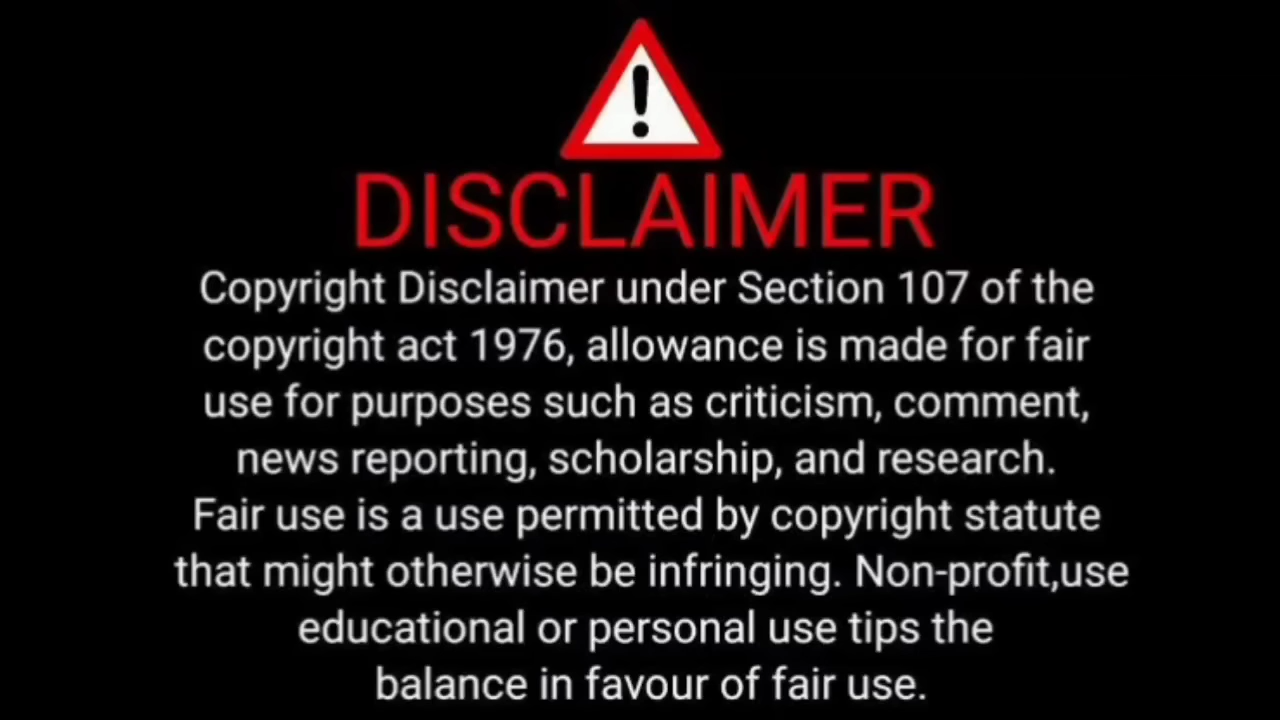 DISCLAIMER
Copyright Disclaimer under Section 107 of the
copyright act 1976, allowance is made for fair
use for purposes such as criticism, comment,
news reporting, scholarship, and research.
Fair use is a use permitted by copyright statute
that might otherwise be infringing. Non-profit,use
educational or personal use tips the
balance in favour of fair use.